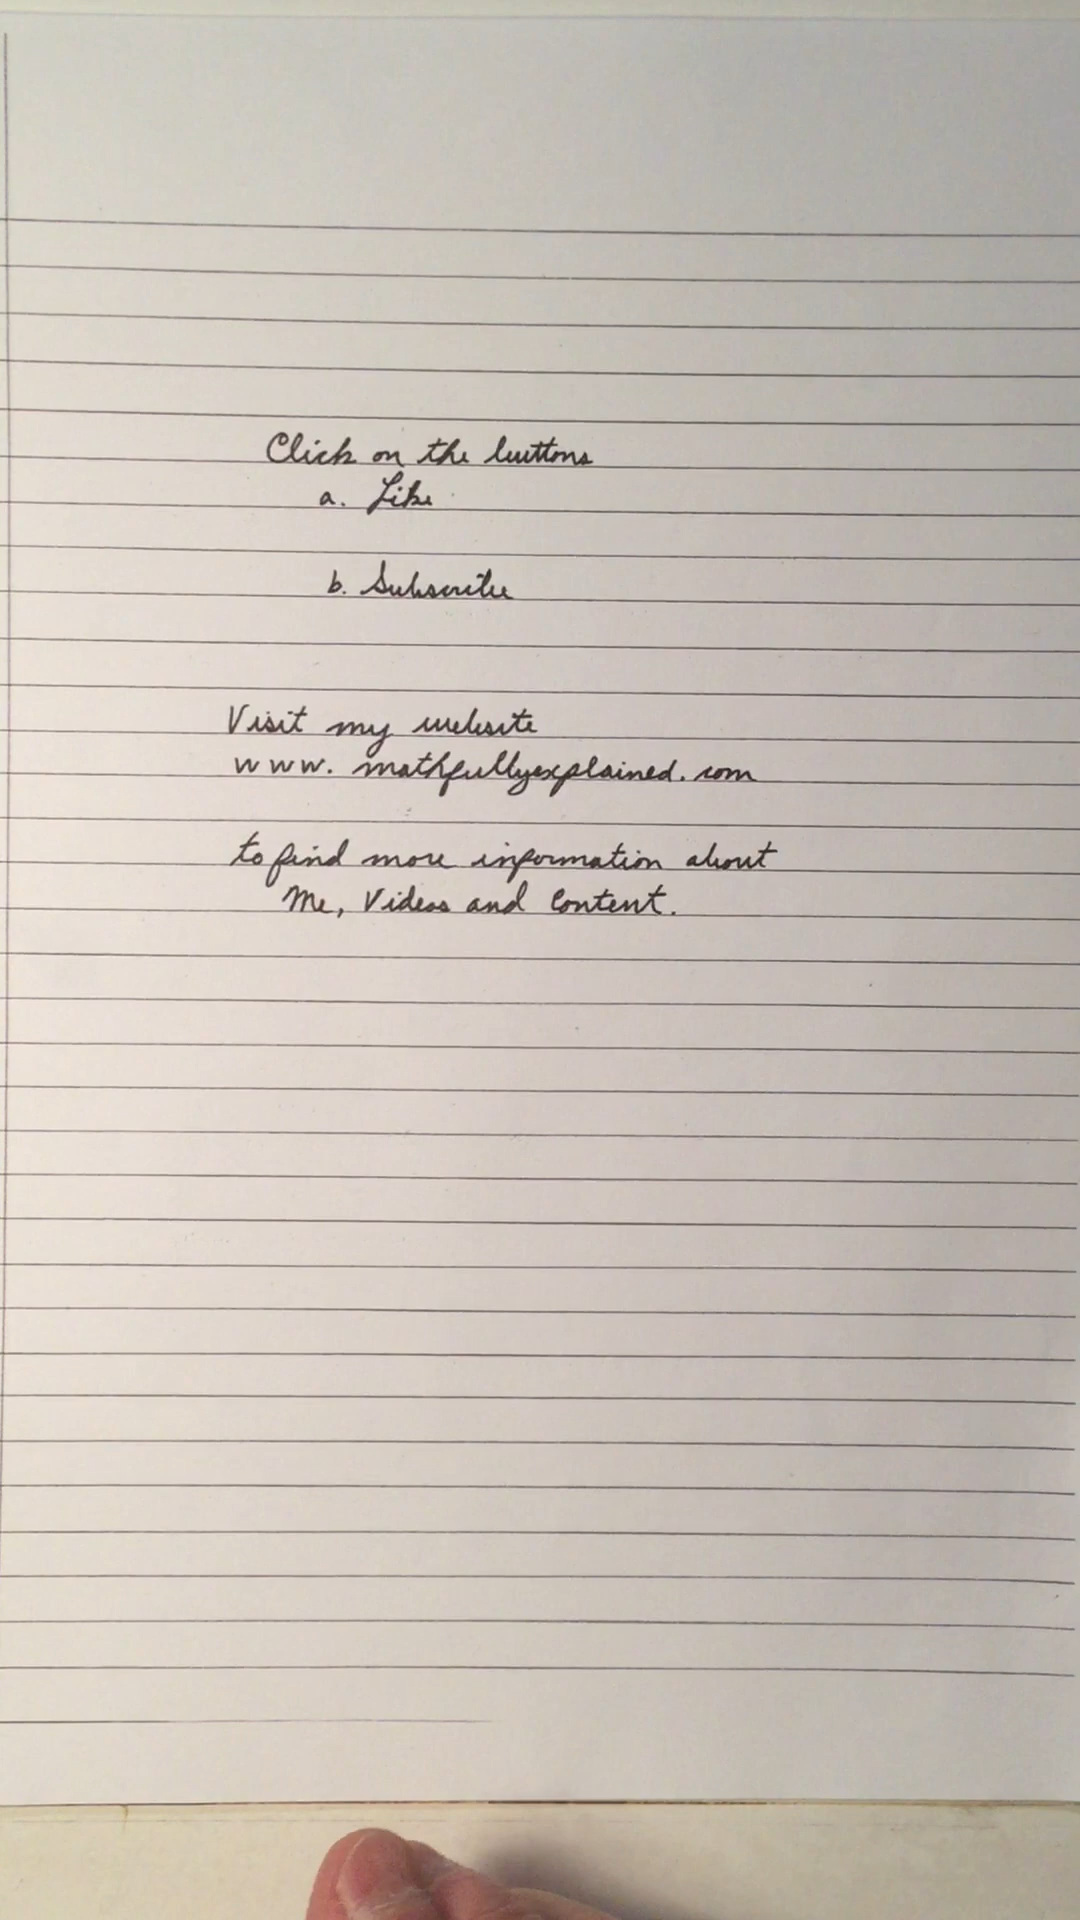 Click on the buttons
a. Like
b. Subscribe
Visit my website
www.mathfullyexplained.com
to find more information about
Me, Videos and Content.